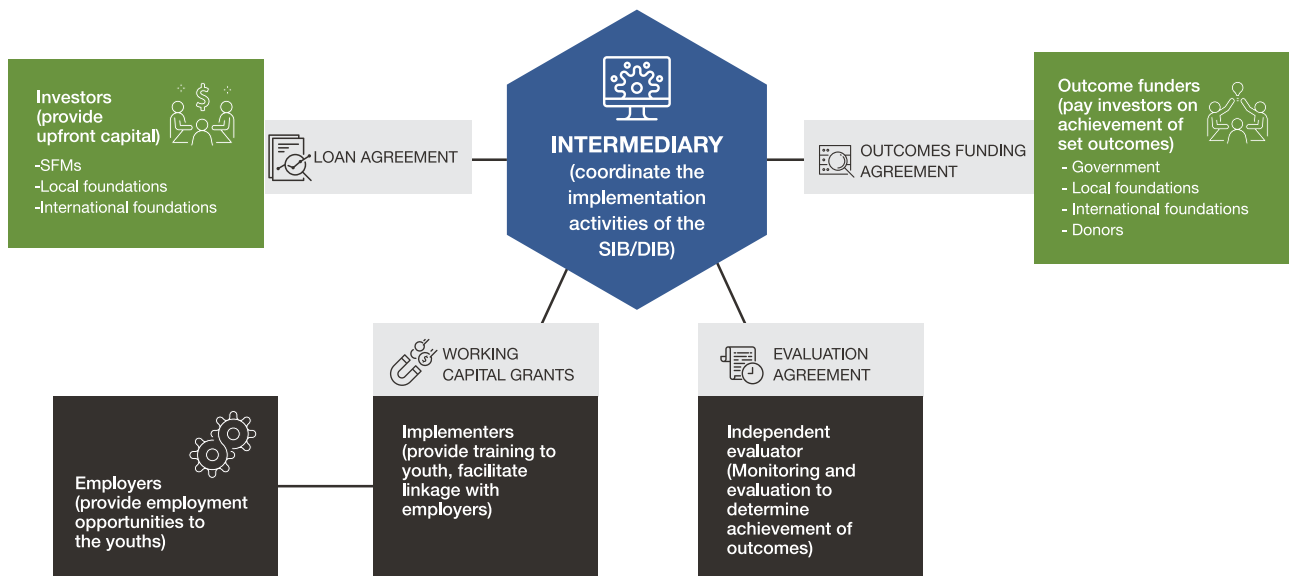 Investors
(provide
upfront capital)
-SFMs
-Local foundations
-International foundations
LOAN AGREEMENT
INTERMEDIARY
(coordinate the
implementation
activities of the
SIB/DIB)
OUTCOMES FUNDING
AGREEMENT
Outcome funders
(pay investors on
achievement of
set outcomes)
- Government
- Local foundations
- International foundations
- Donors
WORKING
CAPITAL GRANTS
EVALUATION
AGREEMENT
Employers
(provide employment
opportunities to
the youths)
Implementers
(provide training to
youth, facilitate
linkage with
employers)
Independent
evaluator
(Monitoring and
evaluation to
determine
achievement of
outcomes)